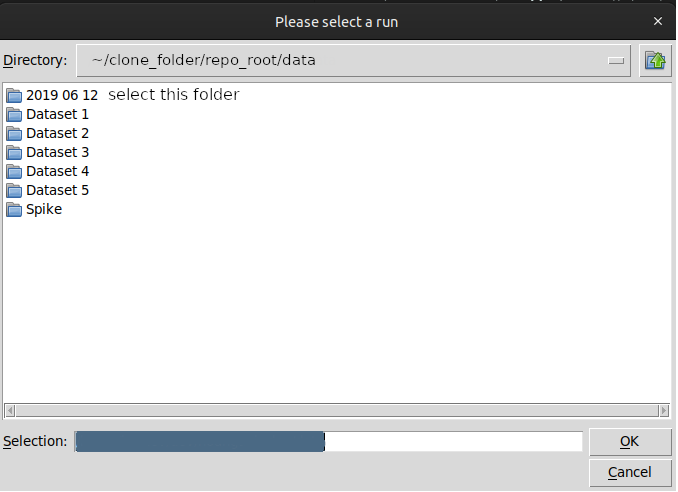 Please select a run
Directory: ~/clone_folder/repo_root/data
2019 06 12 select this folder
Dataset 1
Dataset 2
Dataset 3
Dataset 4
Dataset 5
Spike
Selection: OK
Cancel